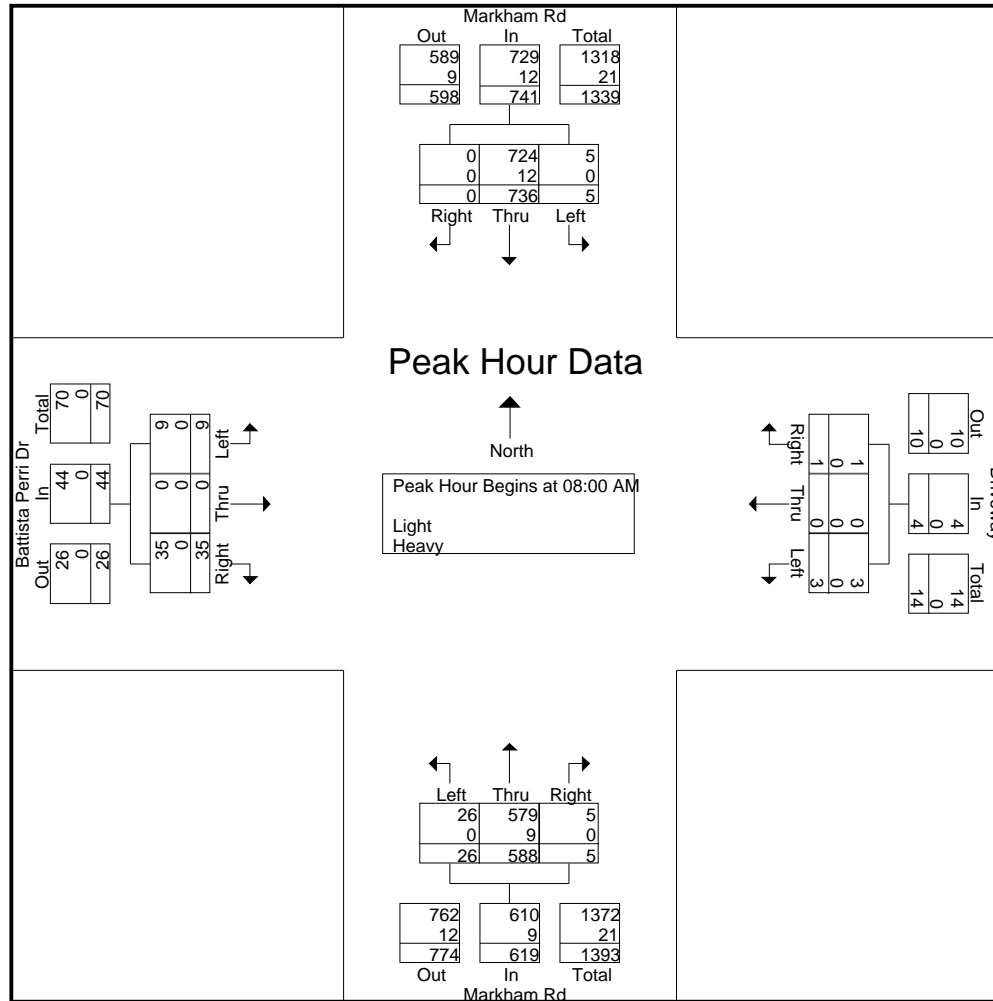 Markham Rd
Out In Total
589 729 1318
9 12 21
598 741 1339
0 724 5
0 12 0
0 736 5
Right Thru Left
Peak Hour Data
North
Peak Hour Begins at 08:00 AM
Light
Heavy
Battista Perri Dr
Out In Total
26 44 70
0 0 0
26 44 70
Left Thru Right
9 0 35
0 0 0
9 0 35
Right Thru Left
1 0 3
0 0 0
1 0 3
Out In Total
10 4 14
0 0 0
10 4 14
Left Thru Right
26 579 5
0 9 0
26 588 5
762 610 1372
12 9 21
774 619 1393
Out In Total
Markham Rd